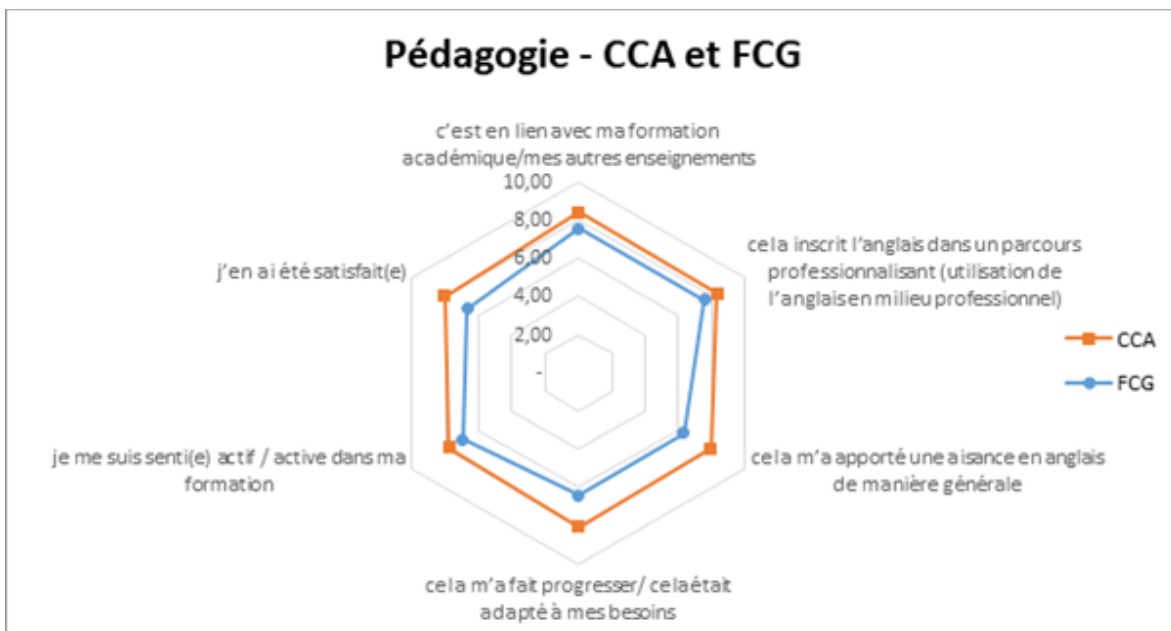 Pédagogie - CCA et FCG
c'est en lien avec ma formation
académique/mes autres enseignements
10,00
8,00
6,00
4,00
2,00
-
cela inscrit l'anglais dans un parcours
professionnalisant (utilisation de
l'anglais en milieu professionnel)
j'en ai été satisfait(e)
CCA
FCG
je me suis senti(e) actif / active dans ma
formation
cela m'a apporté une aisance en anglais
de manière générale
cela m'a fait progresser/ cela était
adapté à mes besoins